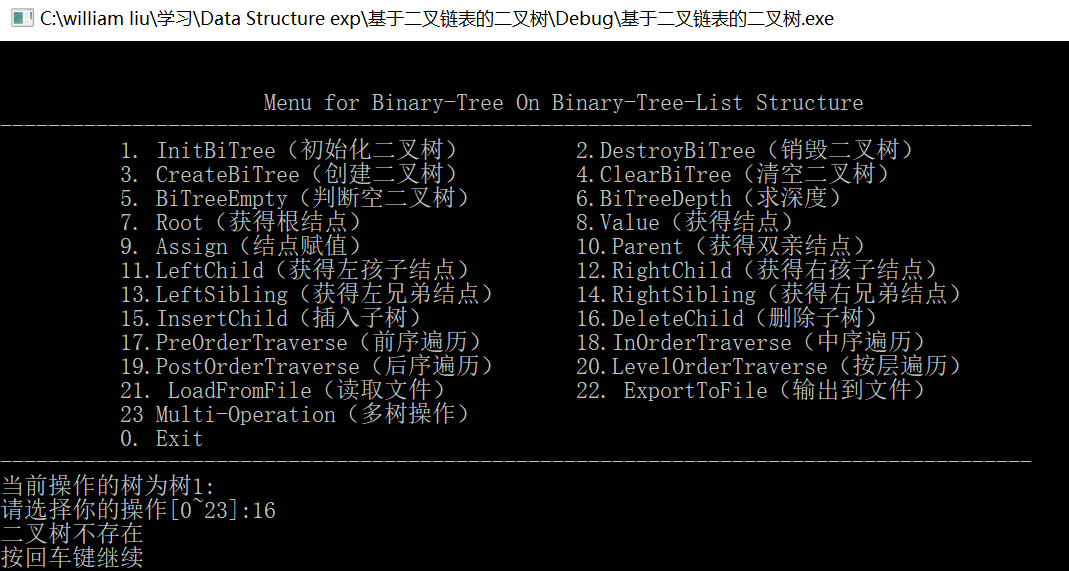 C:\william liu\学习\Data Structure exp\基于二叉链表的二叉树\Debug\基于二叉链表的二叉树.exe
Menu for Binary-Tree On Binary-Tree-List Structure
-------------------------------------------------------------------------------------
1. InitBiTree（初始化二叉树） 2.DestroyBiTree（销毁二叉树）
3. CreateBiTree（创建二叉树） 4.ClearBiTree（清空二叉树）
5. BiTreeEmpty（判断空二叉树） 6.BiTreeDepth（求深度）
7. Root（获得根结点） 8.Value（获得结点）
9. Assign（结点赋值） 10.Parent（获得双亲结点）
11.LeftChild（获得左孩子结点） 12.RightChild（获得右孩子结点）
13.LeftSibling（获得左兄弟结点） 14.RightSibling（获得右兄弟结点）
15.InsertChild（插入子树） 16.DeleteChild（删除子树）
17.PreOrderTraverse（前序遍历） 18.InOrderTraverse（中序遍历）
19.PostOrderTraverse（后序遍历） 20.LevelOrderTraverse（按层遍历）
21. LoadFromFile（读取文件） 22. ExportToFile（输出到文件）
23 Multi-Operation（多树操作）
0. Exit
-------------------------------------------------------------------------------------
当前操作的树为树1:
请选择你的操作[0~23]:16
二叉树不存在
按回车键继续